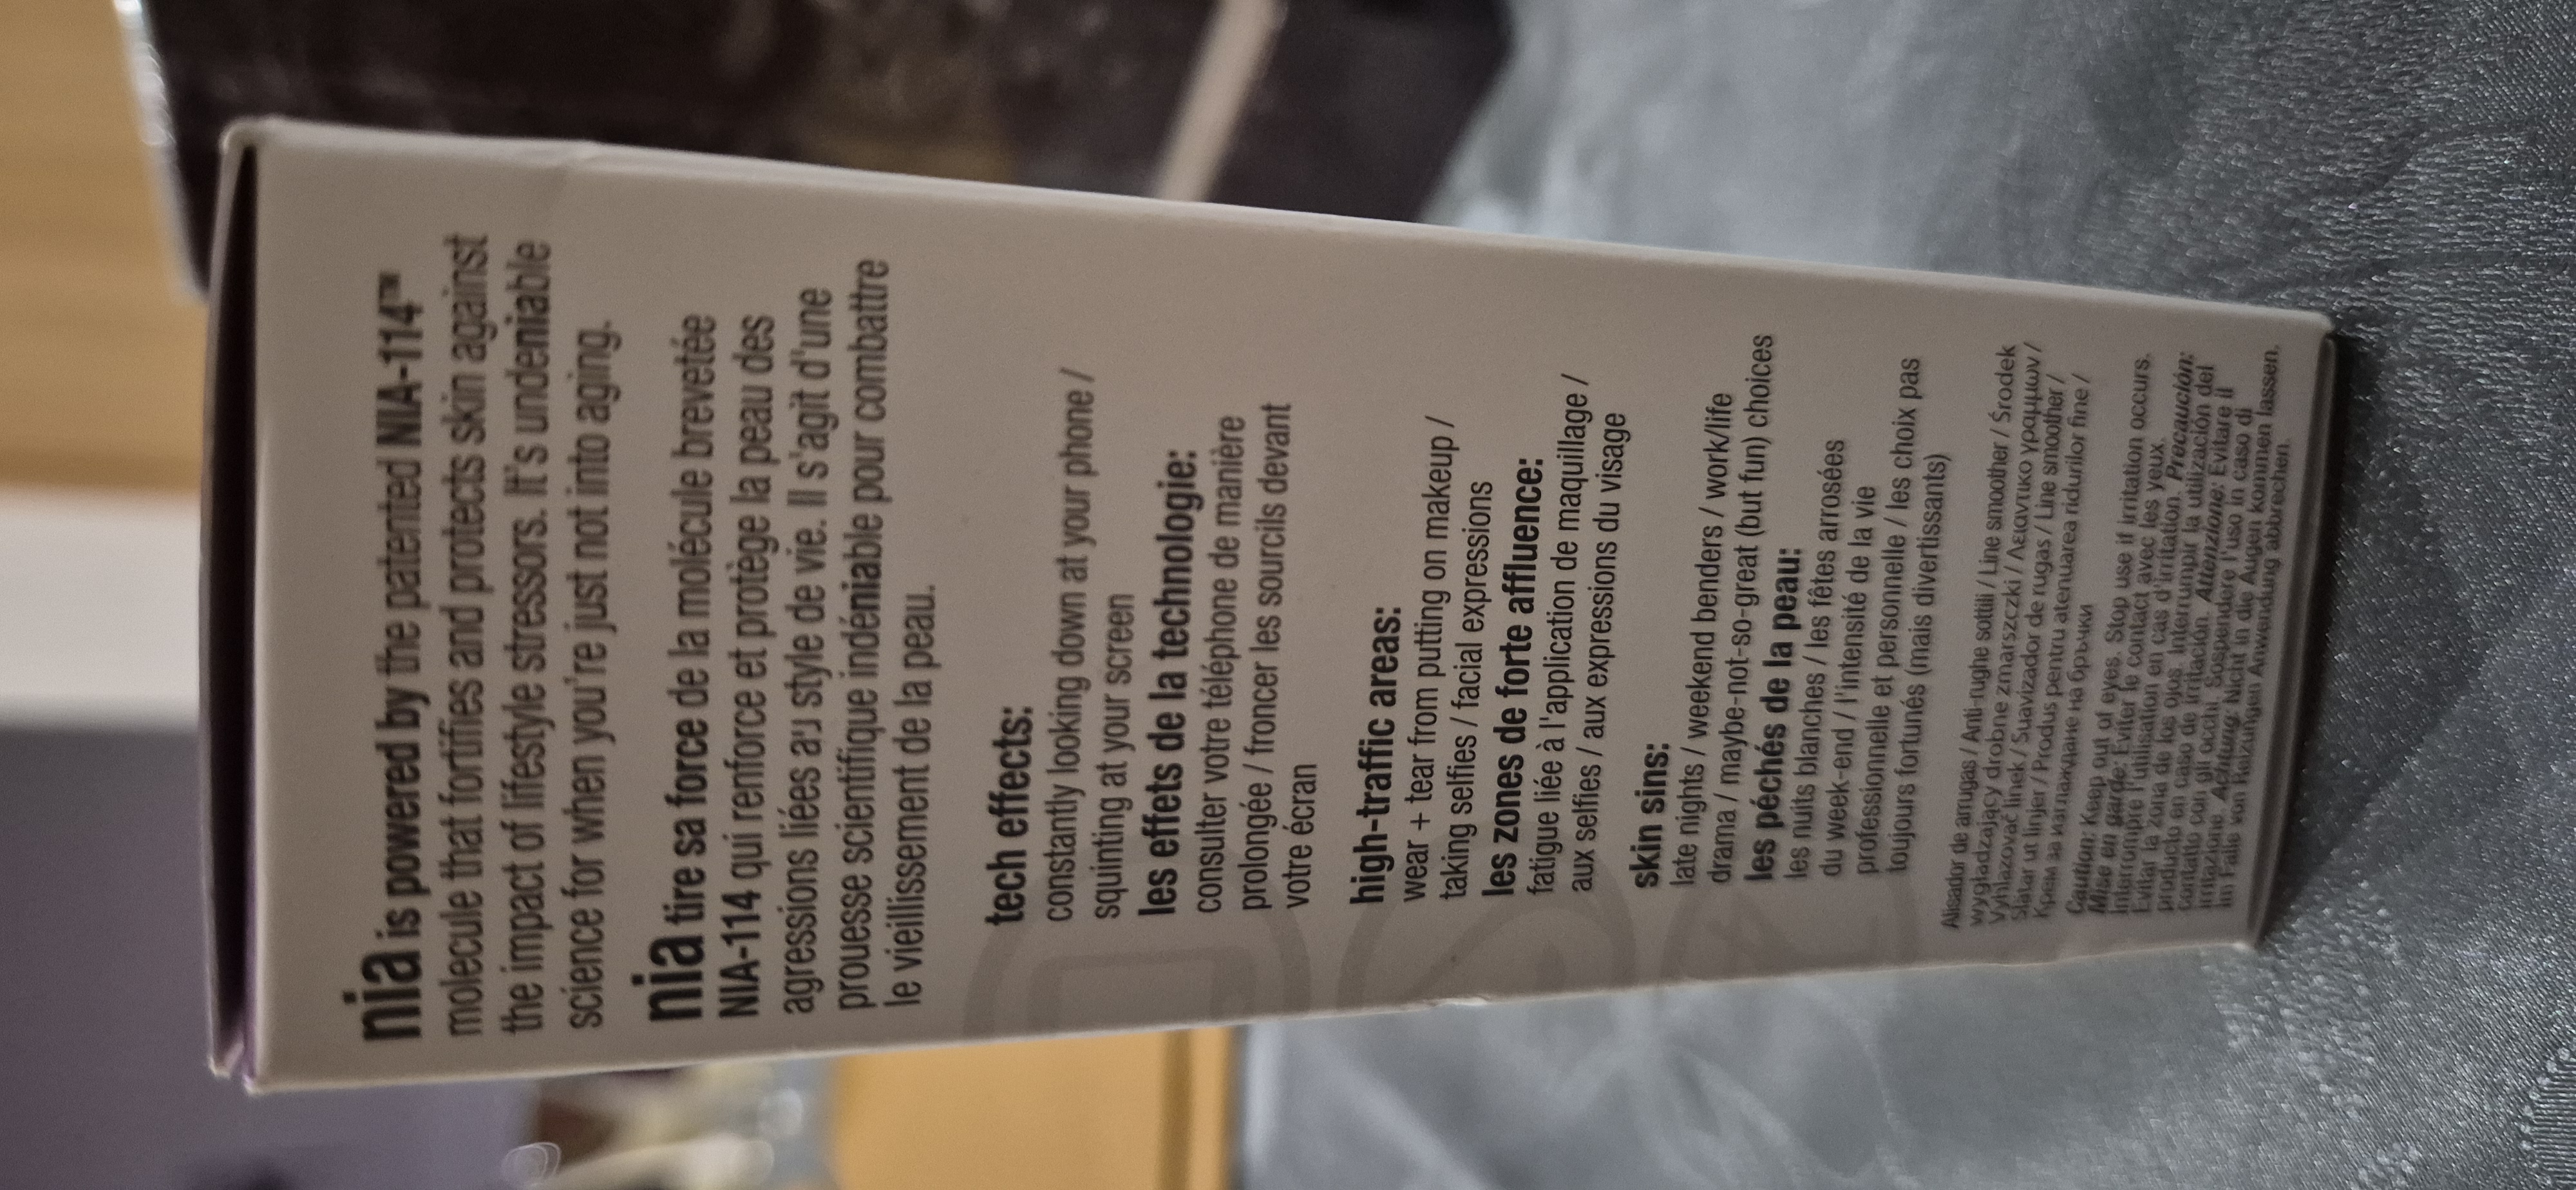 nia is powered by the patented NIA-114™
molecule that fortifies and protects skin against
the impact of lifestyle stressors. It's undeniable
science for when you're just not into aging.
nia tire sa force de la molécule brevetée
NIA-114 qui renforce et protège la peau des
agressions liées au style de vie. Il s'agit d'une
prouesse scientifique indéniable pour combattre
le vieillissement de la peau.
tech effects:
constantly looking down at your phone /
squinting at your screen
les effets de la technologie:
consulter votre téléphone de manière
prolongée / froncer les sourcils devant
votre écran
high-traffic areas:
wear + tear from putting on makeup /
taking selfies / facial expressions
les zones de forte affluence:
fatigue liée à l'application de maquillage /
aux selfies / aux expressions du visage
skin sins:
late nights / weekend benders / work/life
drama / maybe-not-so-great (but fun) choices
les péchés de la peau:
les nuits blanches / les fêtes arrosées
du week-end / l'intensité de la vie
professionnelle et personnelle / les choix pas
toujours fortunés (mais divertissants)
Alisador de arrugas / Anti-rughe sottili / Line smoother / Środek
wygładzający drobne zmarszczki / Λειαντικο γραμμων /
Vyhlazovač linek / Suavizador de rugas / Line smoother /
Slätar ut linjer / Produs pentru atenuarea ridurilor fine /
Крем за изглаждане на бръчки
Caution: Keep out of eyes. Stop use if irritation occurs.
Mise en garde: Eviter le contact avec les yeux.
Interrompre l'utilisation en cas d'irritation. Precaución:
Evitar la zona de los ojos. Interrumpir la utilización del
producto en caso de irritación. Attenzione: Evitare il
contatto con gli occhi. Sospendere l'uso in caso di
irritazione. Achtung: Nicht in die Augen kommen lassen.
Im Falle von Reizungen Anwendung abbrechen.